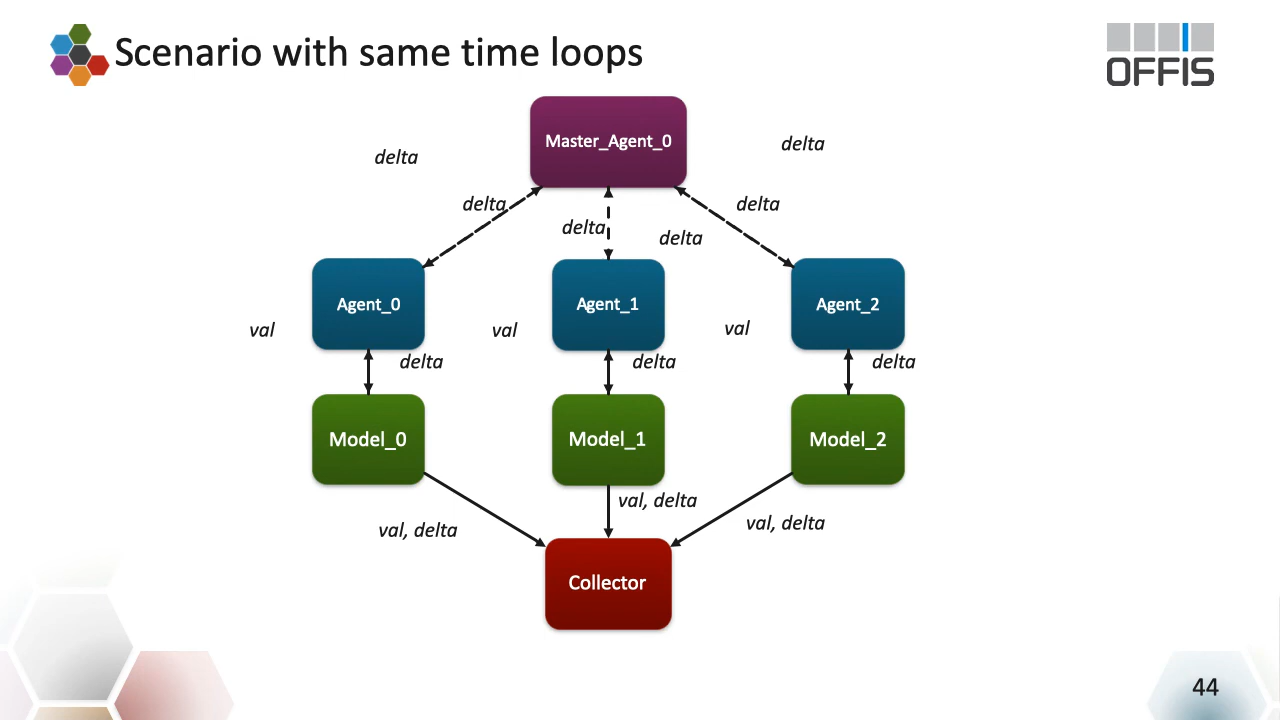 Scenario with same time loops
OFFIS
Master_Agent_0
delta
delta
delta
delta
delta
delta
Agent_0
Agent_1
Agent_2
val
val
val
delta
delta
delta
Model_0
Model_1
Model_2
val, delta
val, delta
val, delta
Collector
44